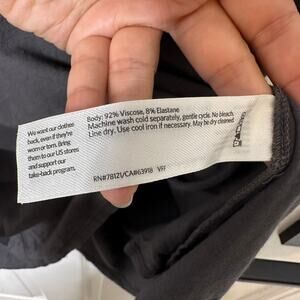 We want our clothes
back, even if they're
worn or torn. Bring
them to our US stores
and support our
take-back program.
Body: 92% Viscose, 8% Elastane
Machine wash cold separately, gentle cycle. No bleach.
Line dry. Use cool iron if necessary. May be dry cleaned
RN#78121/CA#63918 VFF